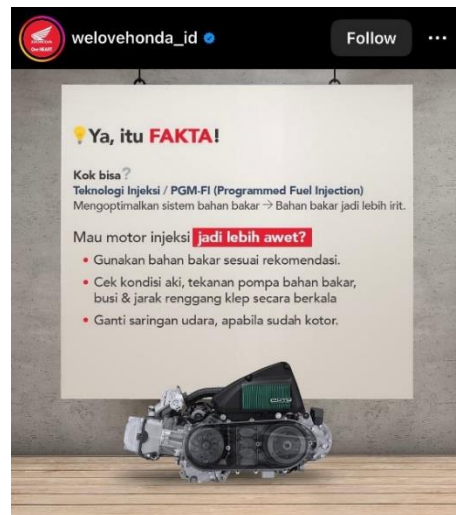 welovehonda_id
Follow
One HEART.
Ya, itu FAKTA!
Kok bisa?
Teknologi Injeksi / PGM-FI (Programmed Fuel Injection)
Mengoptimalkan sistem bahan bakar → Bahan bakar jadi lebih irit.
Mau motor injeksi jadi lebih awet?
• Gunakan bahan bakar sesuai rekomendasi.
• Cek kondisi aki, tekanan pompa bahan bakar,
busi & jarak renggang klep secara berkala
• Ganti saringan udara, apabila sudah kotor.